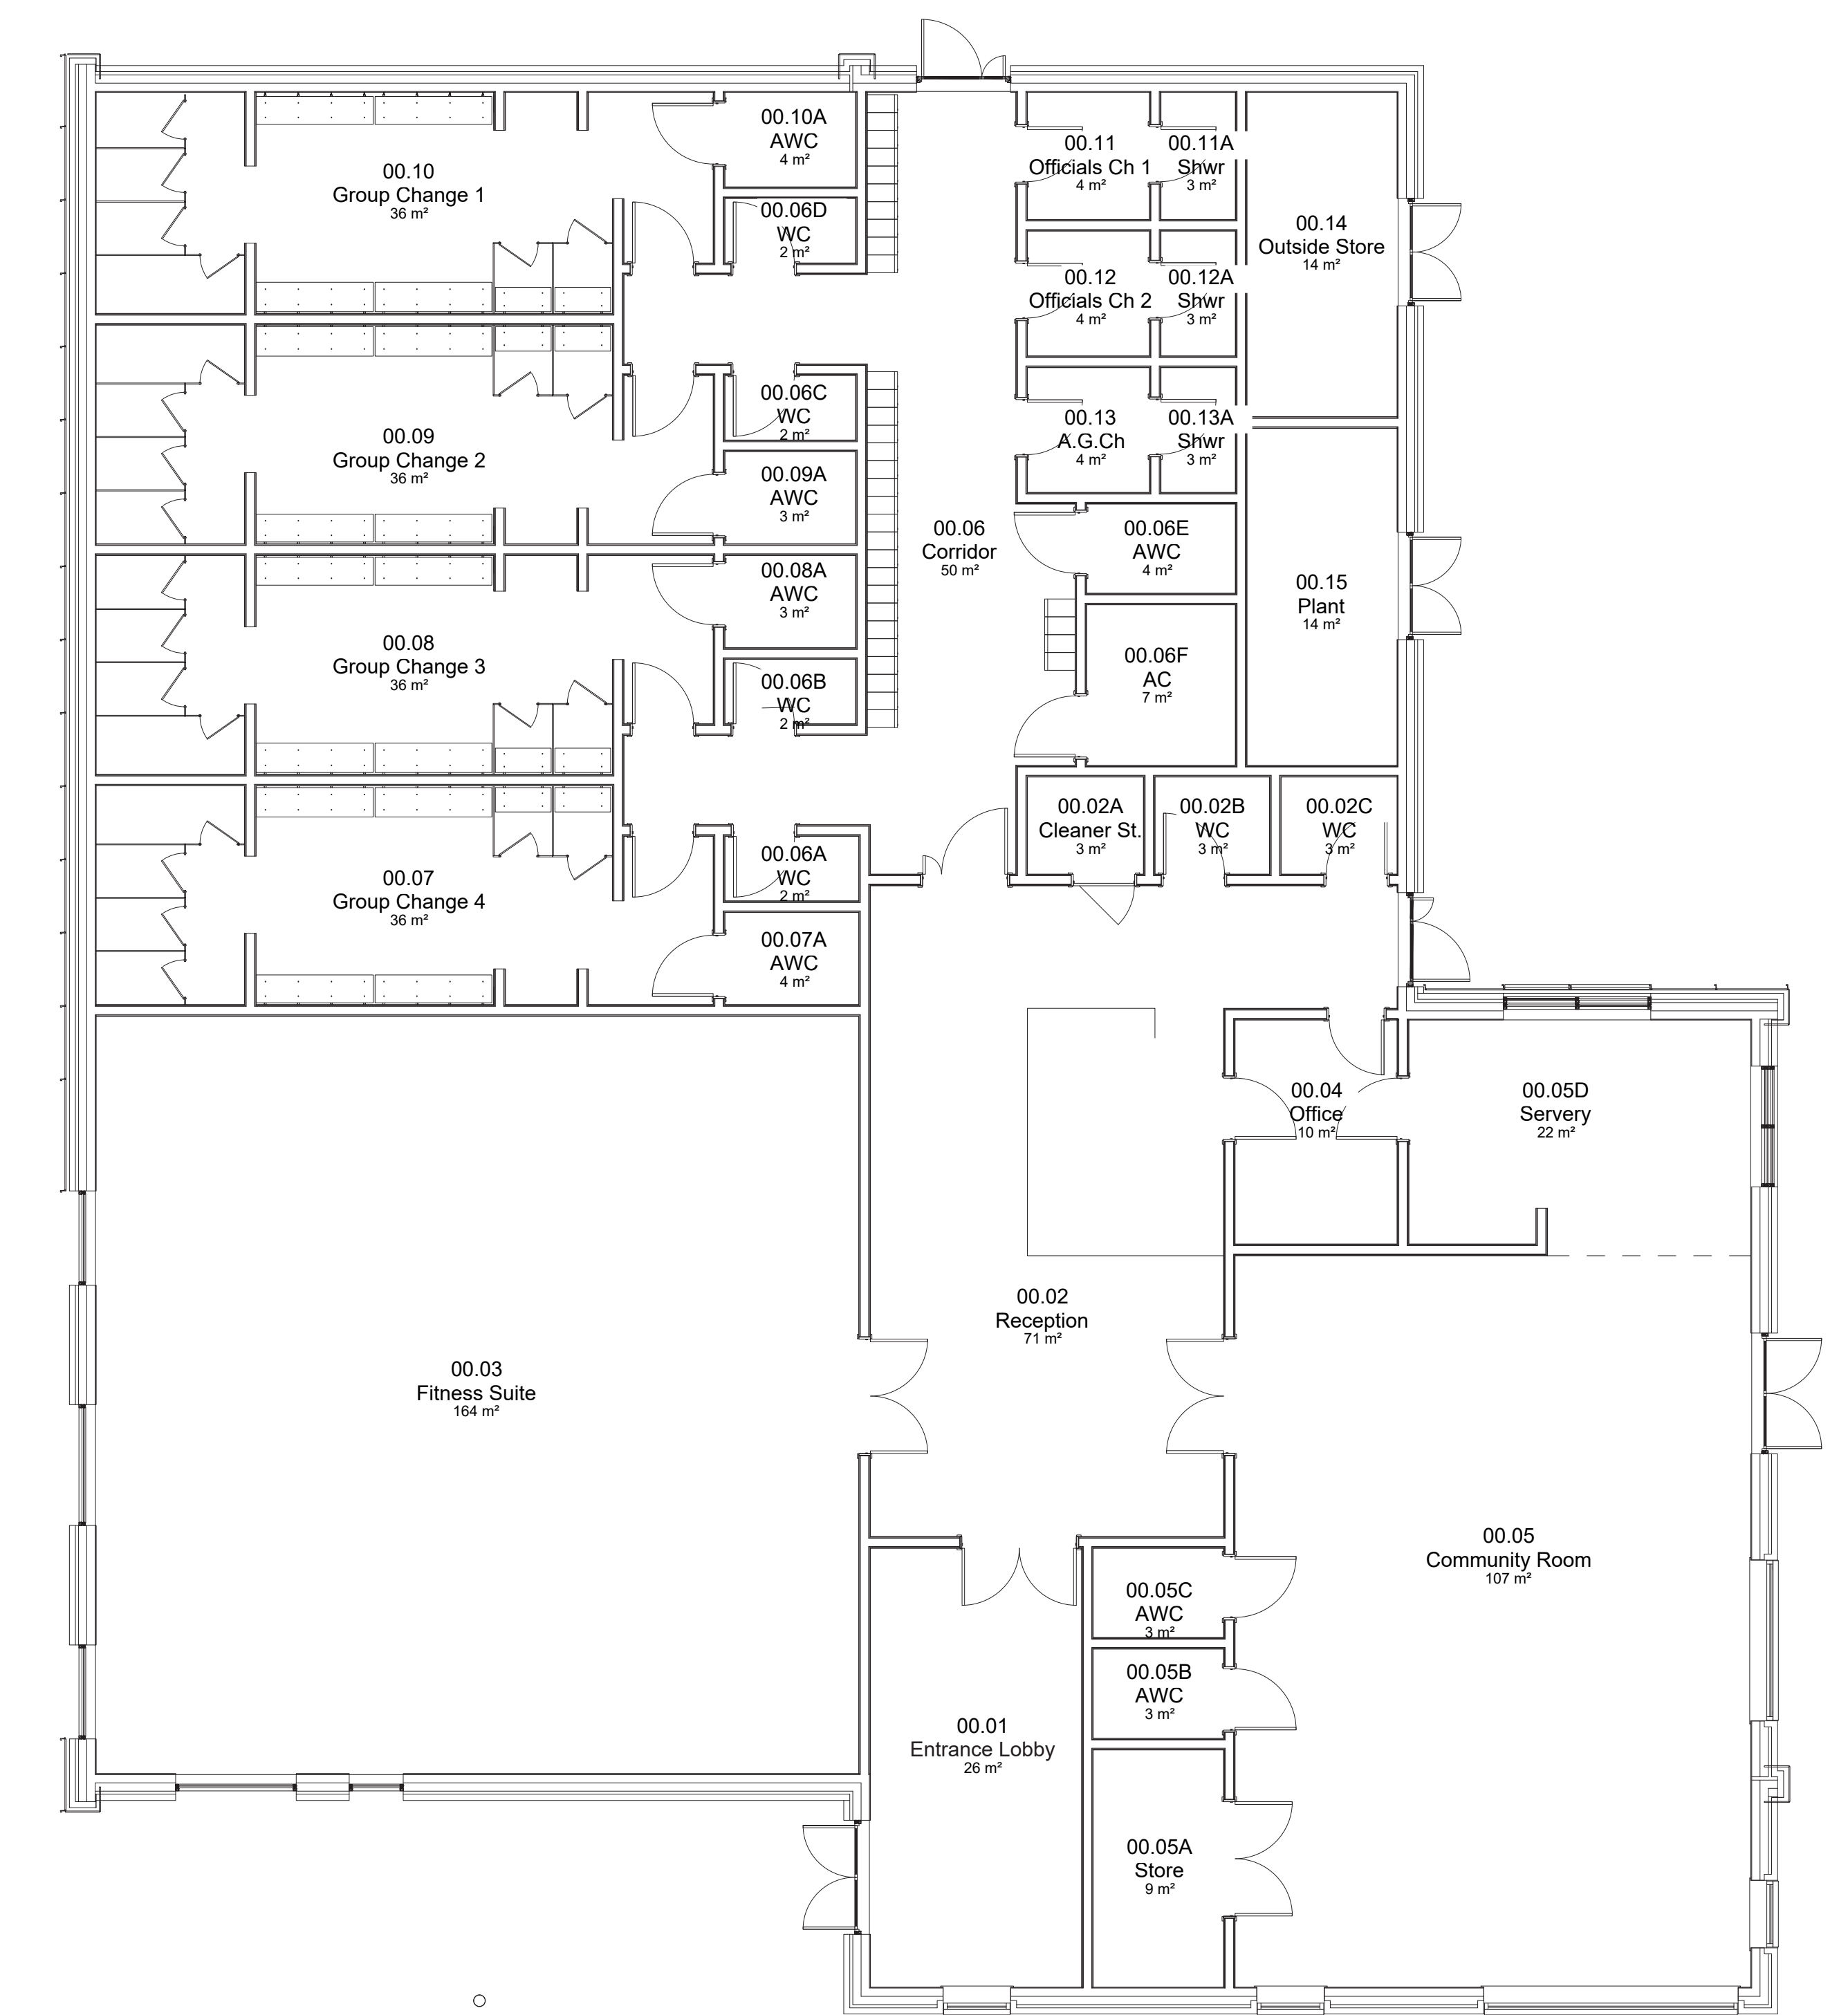 00.10A
AWC
4 m²
00.10
Group Change 1
36 m²
00.06D
WC
2 m²
00.11
Officials Ch 1
4 m²
00.11A
Shwr
3 m²
00.14
Outside Store
14 m²
00.12
Officials Ch 2
4 m²
00.12A
Shwr
3 m²
00.06C
WC
2 m²
00.09
Group Change 2
36 m²
00.09A
AWC
3 m²
00.13
A.G.Ch
4 m²
00.13A
Shwr
3 m²
00.06
Corridor
50 m²
00.06E
AWC
4 m²
00.08A
AWC
3 m²
00.15
Plant
14 m²
00.08
Group Change 3
36 m²
00.06B
WC
2 m²
00.06F
AC
7 m²
00.02A
Cleaner St.
3 m²
00.02B
WC
3 m²
00.02C
WC
3 m²
00.06A
WC
2 m²
00.07
Group Change 4
36 m²
00.07A
AWC
4 m²
00.04
Office
10 m²
00.05D
Servery
22 m²
00.02
Reception
71 m²
00.03
Fitness Suite
164 m²
00.05
Community Room
107 m²
00.05C
AWC
3 m²
00.05B
AWC
3 m²
00.01
Entrance Lobby
26 m²
00.05A
Store
9 m²